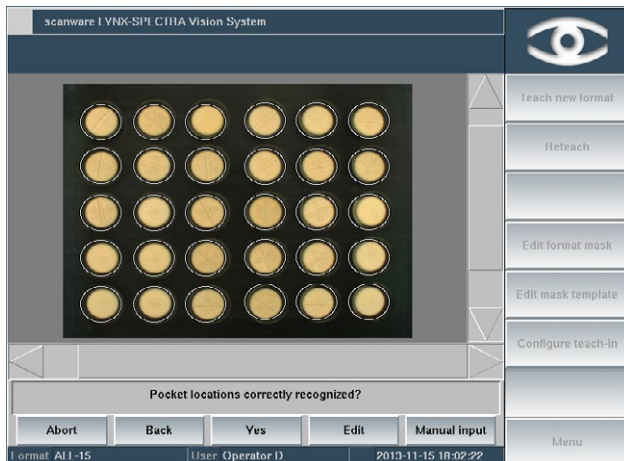 scanware LYNX-SPECTRA Vision System
Teach new format
Reteach
Edit format mask
Edit mask template
Configure teach-in
Pocket locations correctly recognized?
Abort Back Yes Edit Manual input
Menu
Format ALL-15 User Operator D 2013-11-15 18:02:22